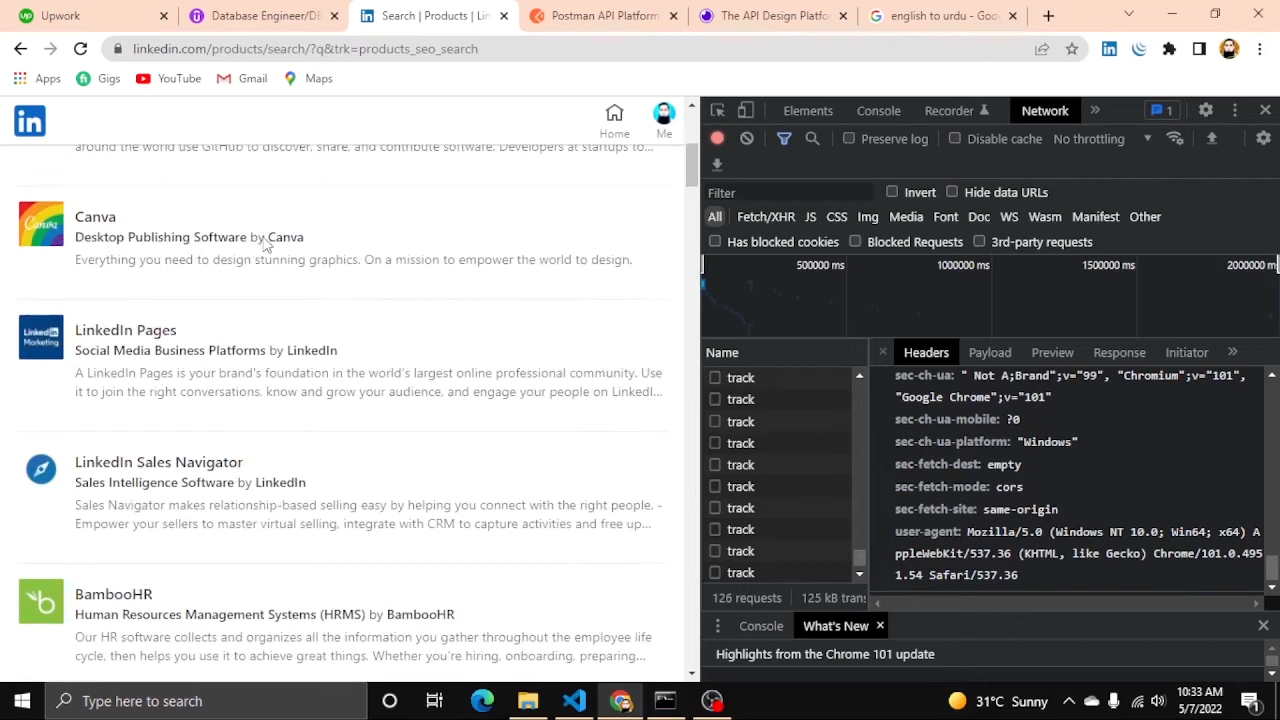 Upwork
Database Engineer/DE
Search | Products | Lin
Postman API Platform
The API Design Platfo
english to urdu - Goo
linkedin.com/products/search/?q&trk=products_seo_search
Apps
Gigs
YouTube
Gmail
Maps
in
Home
Me
around the world use GitHub to discover, share, and contribute software. Developers at startups to...
Canva
Canva
Desktop Publishing Software by Canva
Everything you need to design stunning graphics. On a mission to empower the world to design.
Linked in
Marketing
LinkedIn Pages
Social Media Business Platforms by LinkedIn
A LinkedIn Pages is your brand's foundation in the world's largest online professional community. Use
it to join the right conversations, know and grow your audience, and engage your people on LinkedI...
LinkedIn Sales Navigator
Sales Intelligence Software by LinkedIn
Sales Navigator makes relationship-based selling easy by helping you connect with the right people. -
Empower your sellers to master virtual selling, integrate with CRM to capture activities and free up...
BambooHR
Human Resources Management Systems (HRMS) by BambooHR
Our HR software collects and organizes all the information you gather throughout the employee life
cycle, then helps you use it to achieve great things. Whether you're hiring, onboarding, preparing...
Elements
Console
Recorder
Network
1
Preserve log
Disable cache
No throttling
Filter
Invert
Hide data URLs
All
Fetch/XHR
JS
CSS
Img
Media
Font
Doc
WS
Wasm
Manifest
Other
Has blocked cookies
Blocked Requests
3rd-party requests
500000 ms
1000000 ms
1500000 ms
2000000 ms
Name
Headers
Payload
Preview
Response
Initiator
track
track
track
track
track
track
track
track
track
track
sec-ch-ua: " Not A;Brand";v="99", "Chromium";v="101",
"Google Chrome";v="101"
sec-ch-ua-mobile: ?0
sec-ch-ua-platform: "Windows"
sec-fetch-dest: empty
sec-fetch-mode: cors
sec-fetch-site: same-origin
user-agent: Mozilla/5.0 (Windows NT 10.0; Win64; x64) A
ppleWebKit/537.36 (KHTML, like Gecko) Chrome/101.0.495
1.54 Safari/537.36
126 requests
125 kB trans
Console
What's New
Highlights from the Chrome 101 update
Type here to search
31°C Sunny
10:33 AM
5/7/2022
1